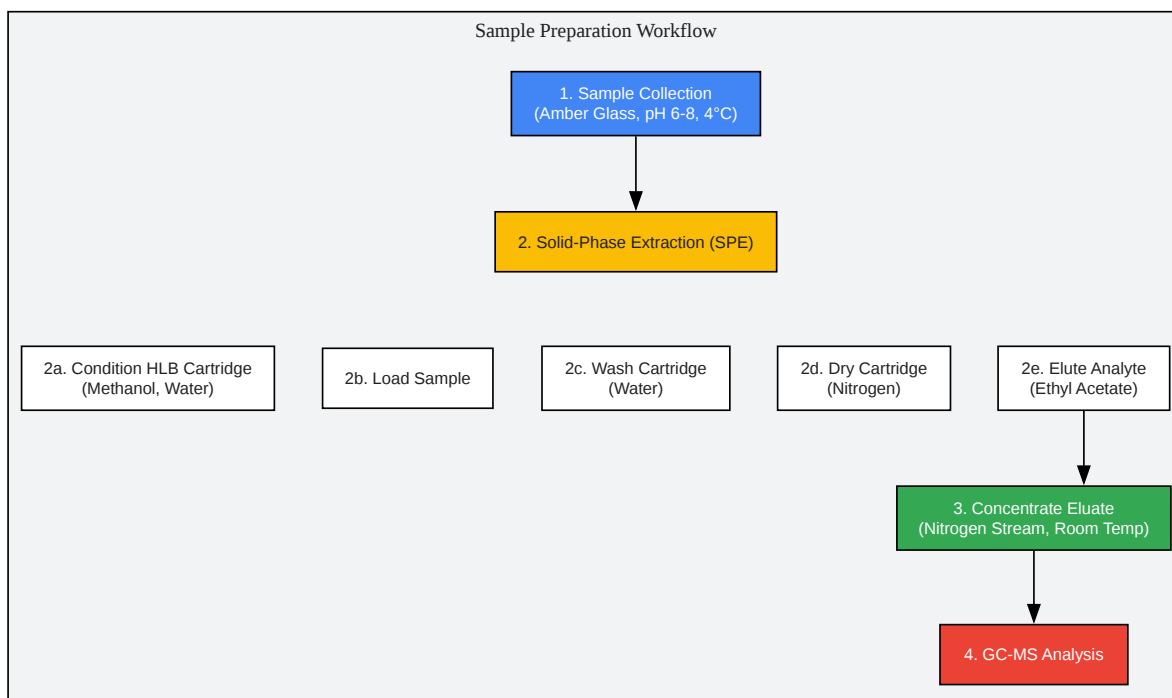 Sample Preparation Workflow
1. Sample Collection
(Amber Glass, pH 6-8, 4°C)
2. Solid-Phase Extraction (SPE)
2a. Condition HLB Cartridge
(Methanol, Water)
2b. Load Sample
2c. Wash Cartridge
(Water)
2d. Dry Cartridge
(Nitrogen)
2e. Elute Analyte
(Ethyl Acetate)
3. Concentrate Eluate
(Nitrogen Stream, Room Temp)
4. GC-MS Analysis